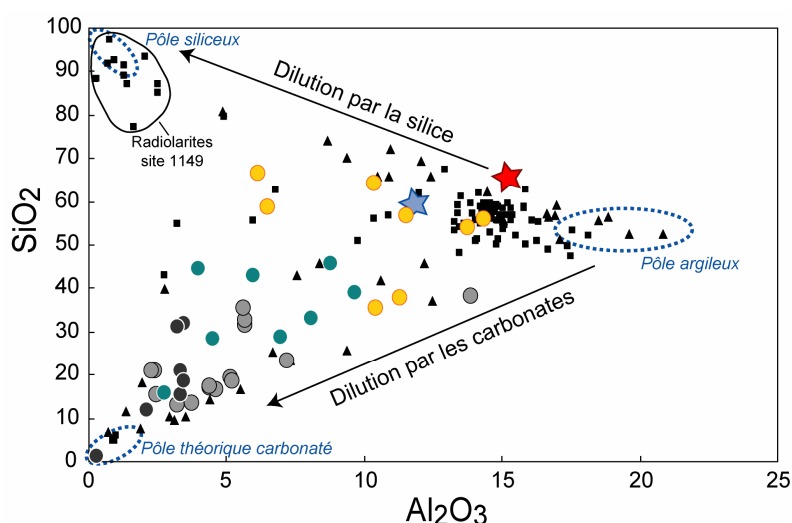 100
90
80
70
60
50
40
30
20
10
0
SiO2
Pôle siliceux
Dilution par la silice
Radiolarites
site 1149
Pôle argileux
Dilution par les carbonates
Pôle théorique carbonaté
0
5
10
15
20
25
Al2O3